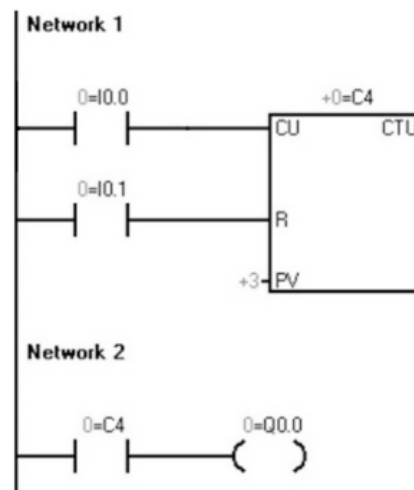 Network 1
0=I0.0
+0=C4
CU
CTU
0=I0.1
R
+3
PV
Network 2
0=C4
0=Q0.0